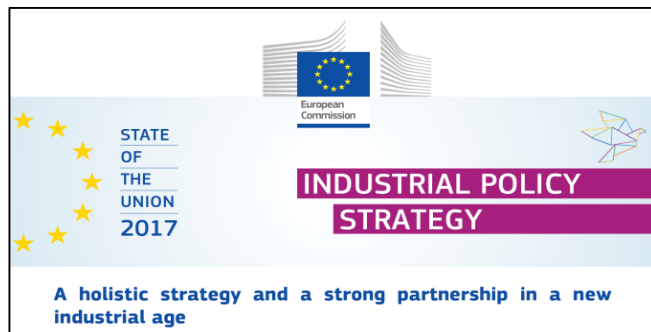 European
Commission
STATE
OF
THE
UNION
2017
INDUSTRIAL POLICY
STRATEGY
A holistic strategy and a strong partnership in a new
industrial age